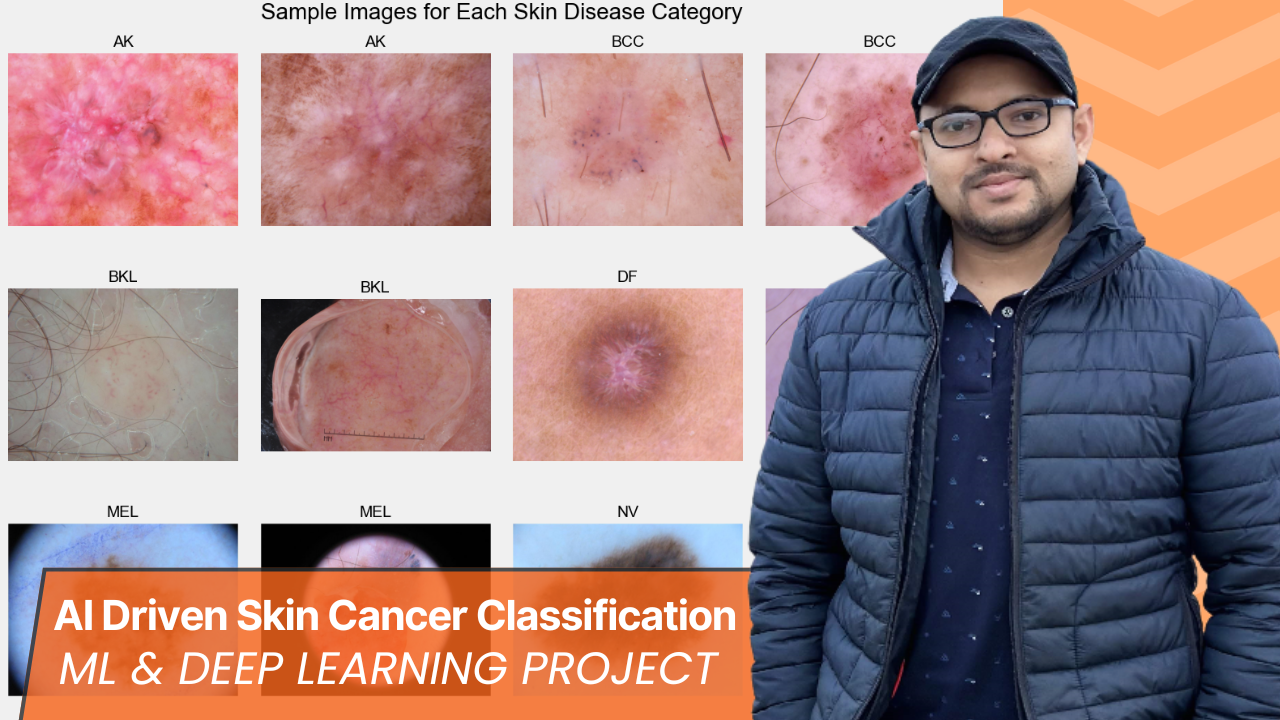 Sample Images for Each Skin Disease Category
AK AK BCC BCC
BKL BKL DF
MM
MEL MEL NV
AI Driven Skin Cancer Classification
ML & DEEP LEARNING PROJECT